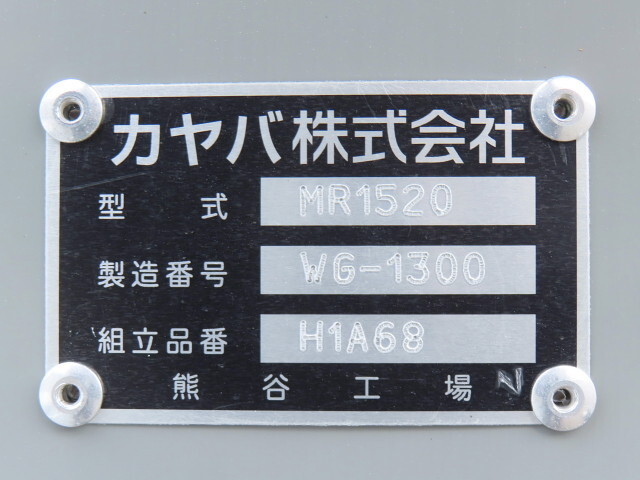 カヤバ株式会社
型式 MR1520
製造番号 WG-1300
組立品番 H1A68
熊谷工場